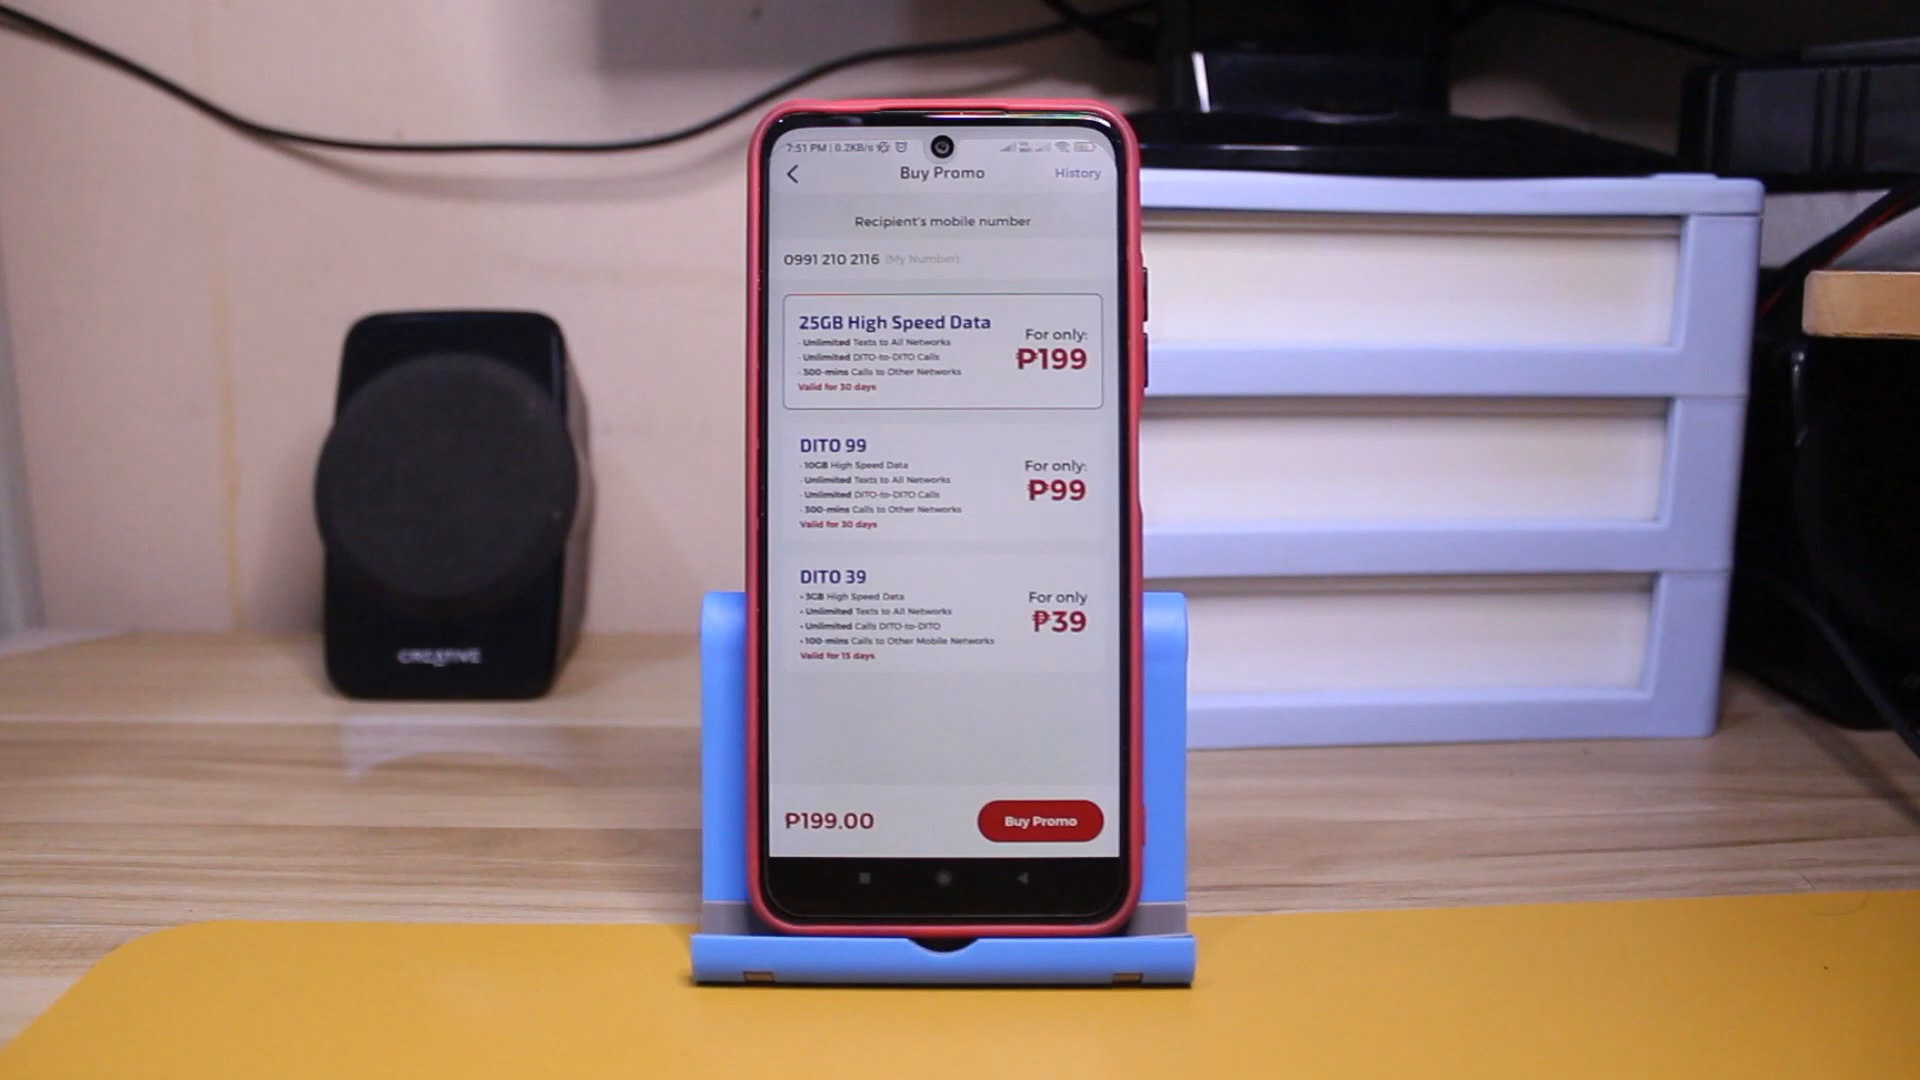 7:51 PM | 0.2KB/s
Buy Promo
History
Recipient's mobile number
0991 210 2116 (My Number)
25GB High Speed Data
- Unlimited Texts to All Networks
- Unlimited DITO-to-DITO Calls
- 300-mins Calls to Other Networks
Valid for 30 days
For only:
₱199
DITO 99
- 10GB High Speed Data
- Unlimited Texts to All Networks
- Unlimited DITO-to-DITO Calls
- 300-mins Calls to Other Networks
Valid for 30 days
For only:
₱99
DITO 39
• 3GB High Speed Data
• Unlimited Texts to All Networks
• Unlimited Calls DITO-to-DITO
• 100-mins Calls to Other Mobile Networks
Valid for 15 days
For only
₱39
₱199.00
Buy Promo
CREATIVE